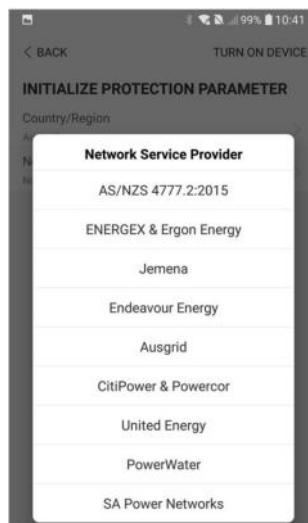 99% 10:41
< BACK TURN ON DEVICE
INITIALIZE PROTECTION PARAMETER
Country/Region
Network Service Provider
AS/NZS 4777.2:2015
ENERGEX & Ergon Energy
Jemena
Endeavour Energy
Ausgrid
CitiPower & Powercor
United Energy
PowerWater
SA Power Networks